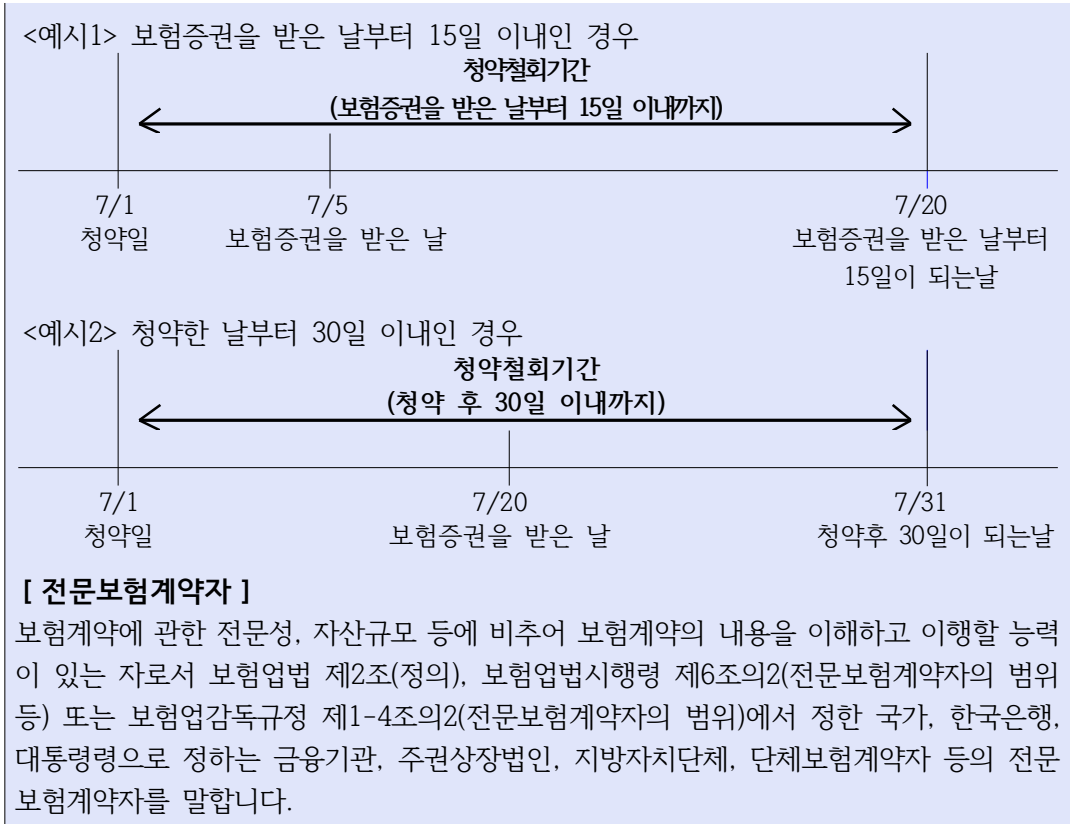 <예시1> 보험증권을 받은 날부터 15일 이내인 경우
청약철회기간
(보험증권을 받은 날부터 15일 이내까지)
7/1 7/5 7/20
청약일 보험증권을 받은 날 보험증권을 받은 날부터
15일이 되는날
<예시2> 청약한 날부터 30일 이내인 경우
청약철회기간
(청약 후 30일 이내까지)
7/1 7/20 7/31
청약일 보험증권을 받은 날 청약후 30일이 되는날
[ 전문보험계약자 ]
보험계약에 관한 전문성, 자산규모 등에 비추어 보험계약의 내용을 이해하고 이행할 능력
이 있는 자로서 보험업법 제2조(정의), 보험업법시행령 제6조의2(전문보험계약자의 범위
등) 또는 보험업감독규정 제1-4조의2(전문보험계약자의 범위)에서 정한 국가, 한국은행,
대통령령으로 정하는 금융기관, 주권상장법인, 지방자치단체, 단체보험계약자 등의 전문
보험계약자를 말합니다.